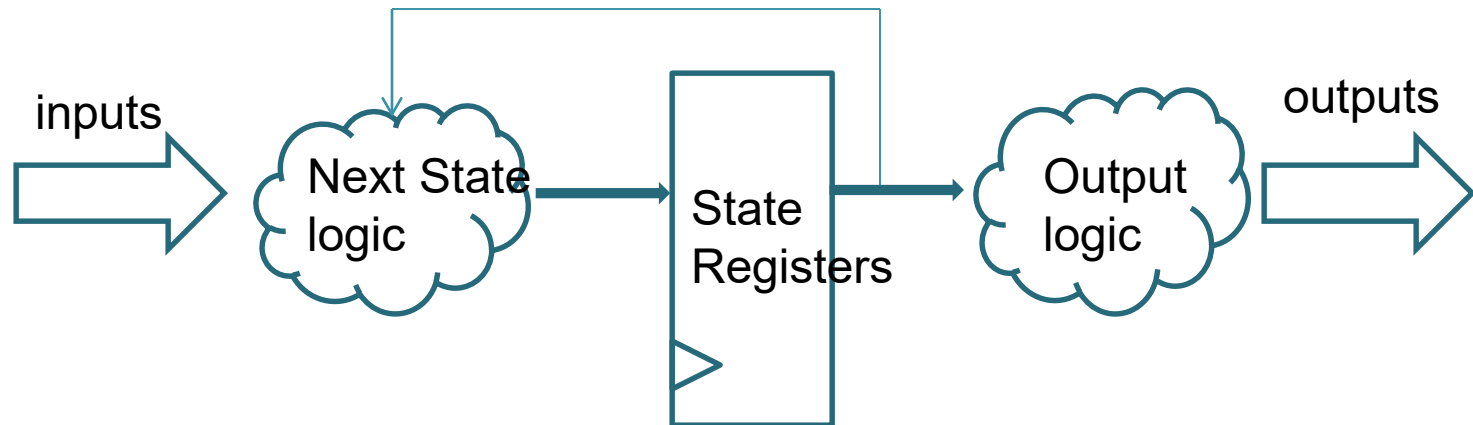 inputs
Next State
logic
State
Registers
Output
logic
outputs